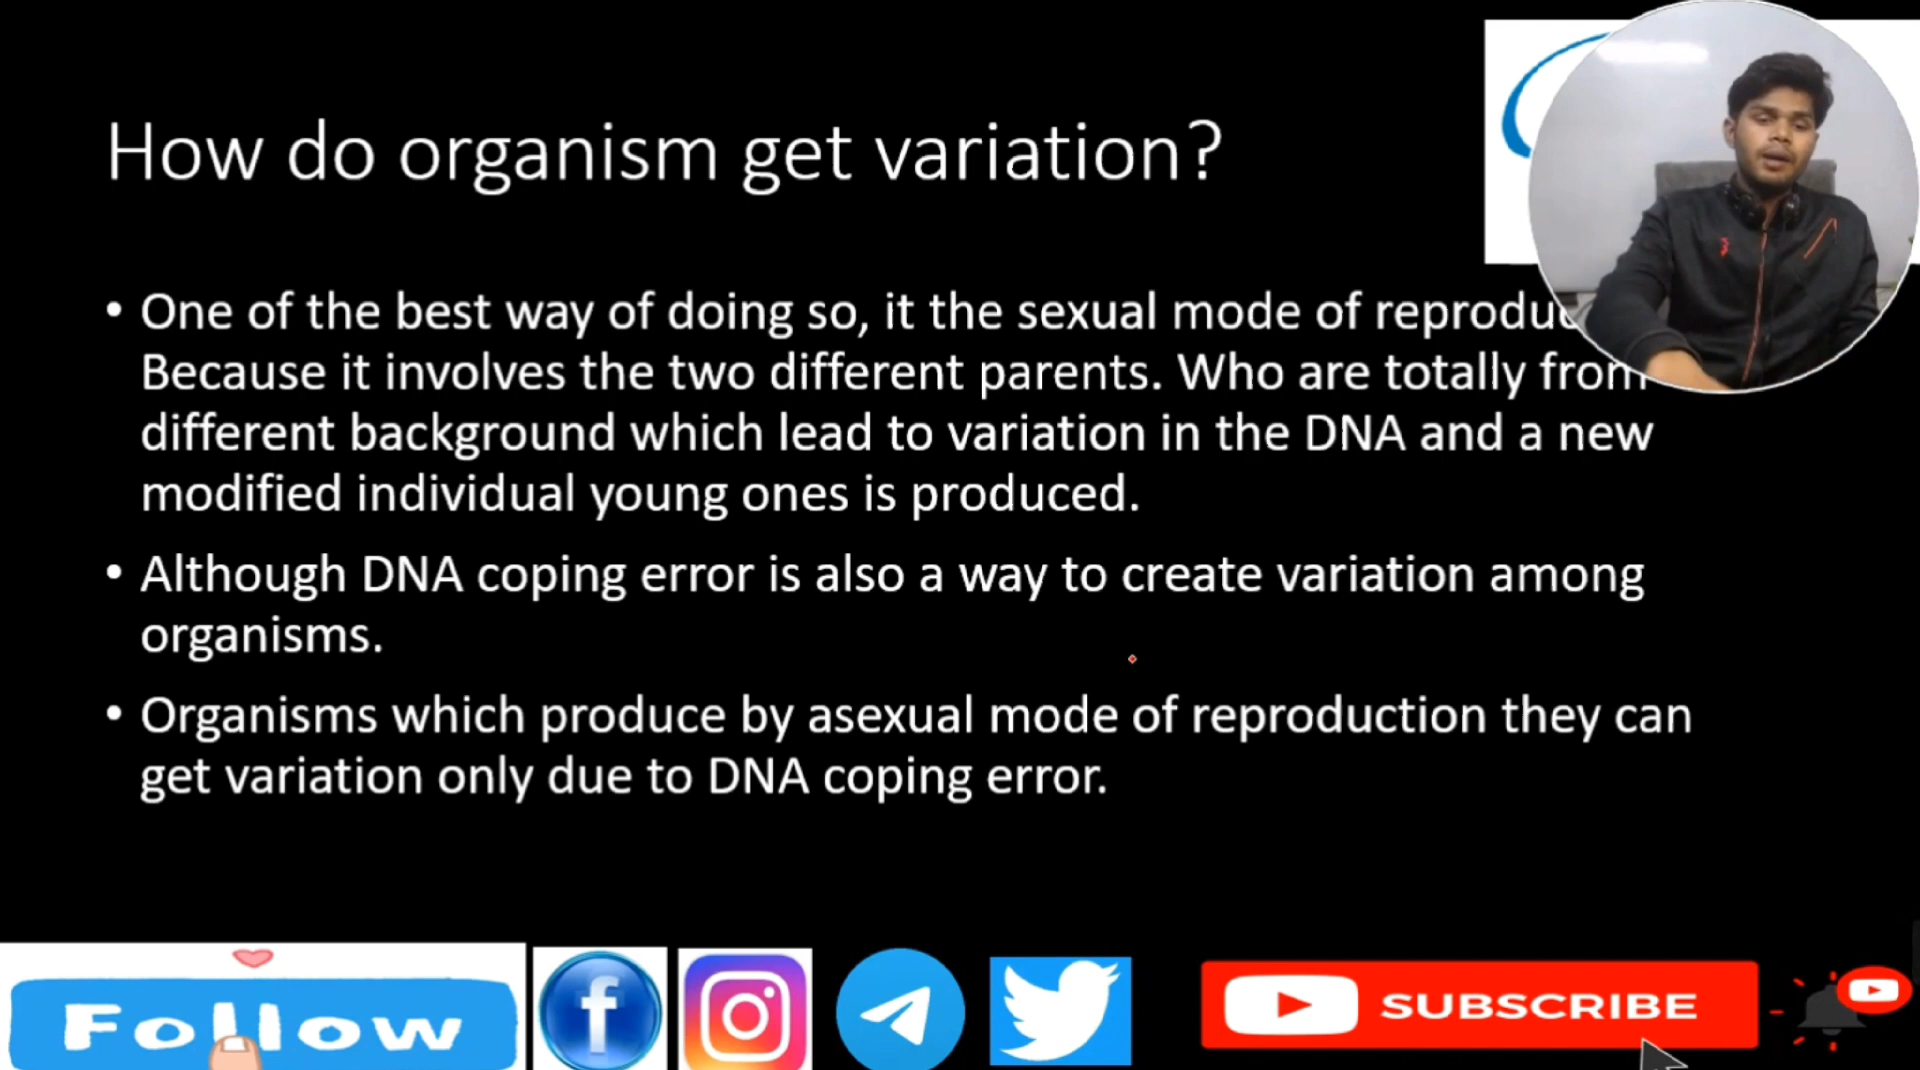 How do organism get variation?
• One of the best way of doing so, it the sexual mode of
Because it involves the two different parents. Who are totally from
different background which lead to variation in the DNA and a new
modified individual young ones is produced.
• Although DNA coping error is also a way to create variation among
organisms.
• Organisms which produce by asexual mode of reproduction they can
get variation only due to DNA coping error.
Follow
SUBSCRIBE